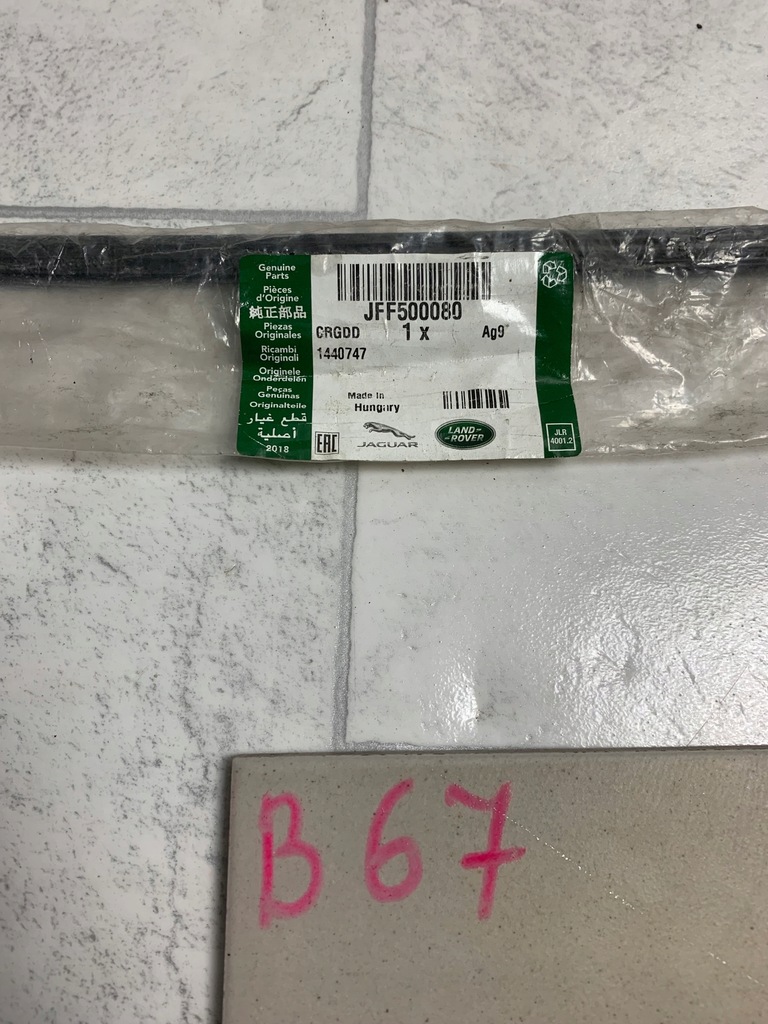 Genuine
Parts
Pièces
d'Origine
純正部品
Piezas
Originales
Ricambi
Originali
Originele
Onderdelen
Peças
Genuinas
Originalteile
قطع غيار
أصلية
2018
JFF500080
CRGDD 1 x Ag9
1440747
Made In
Hungary
EAC
JAGUAR
LAND-
-ROVER
JLR
4001.2
B67